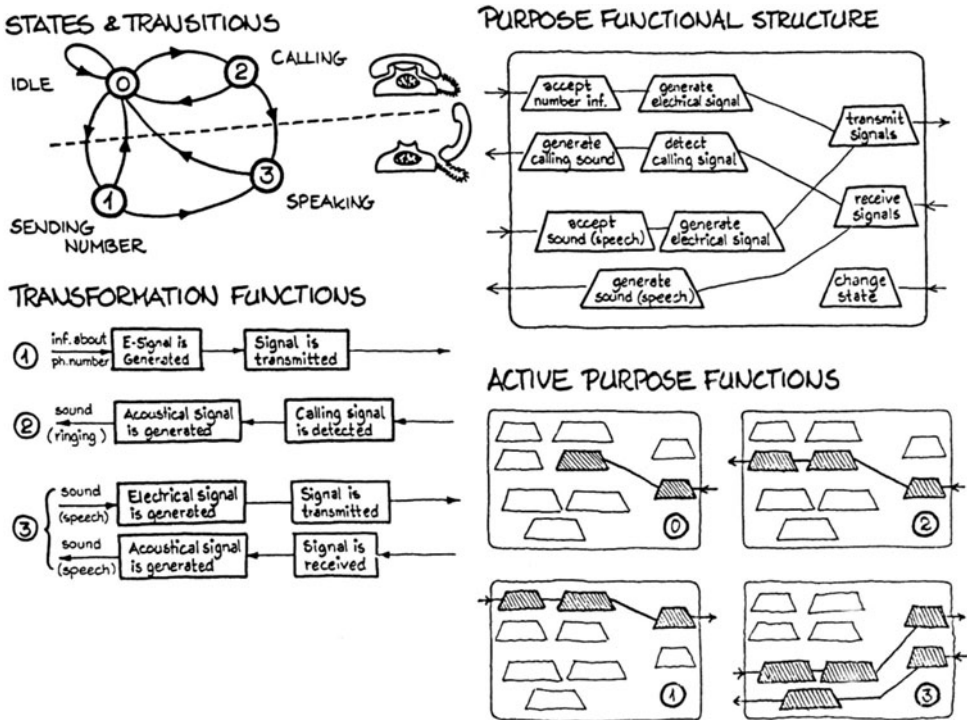 STATES & TRANSITIONS
IDLE
0
2
CALLING
1
3
SENDING
NUMBER
SPEAKING
TRANSFORMATION FUNCTIONS
1
inf. about
ph. number
E-Signal is
Generated
Signal is
transmitted
2
sound
(ringing)
Acoustical signal
is generated
Calling signal
is detected
3
sound
(speech)
Electrical signal
is generated
Signal is
transmitted
sound
(speech)
Acoustical signal
is generated
Signal is
received
PURPOSE FUNCTIONAL STRUCTURE
accept
number inf.
generate
electrical signal
transmit
signals
generate
calling sound
detect
calling signal
receive
signals
accept
sound (speech)
generate
electrical signal
generate
sound (speech)
change
state
ACTIVE PURPOSE FUNCTIONS
0
2
1
3